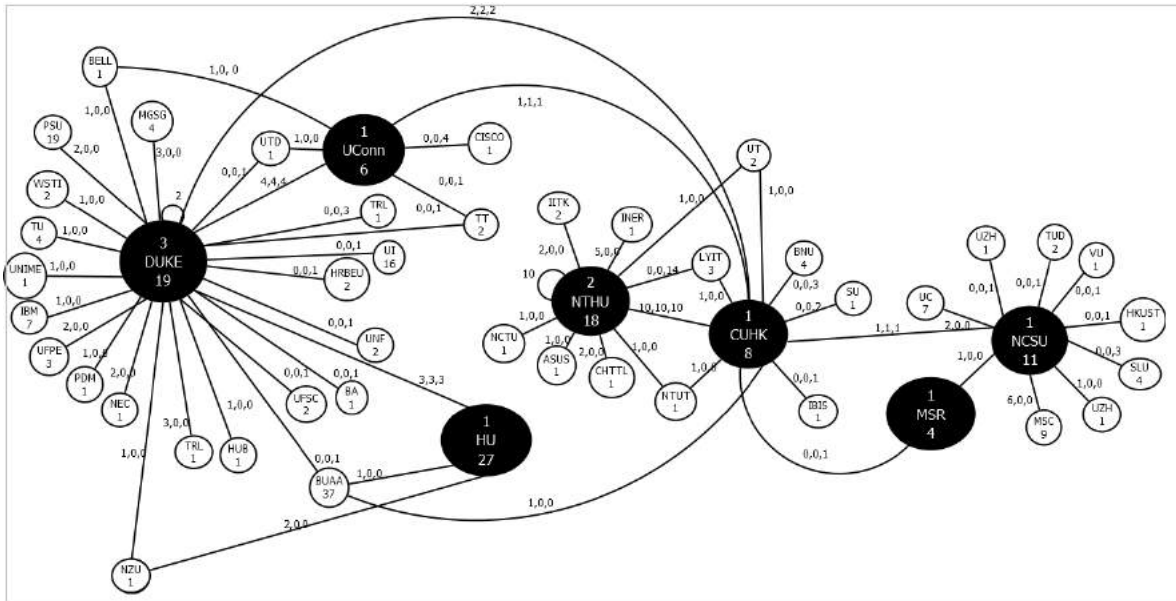 2,2,2
BELL
1
1,0, 0
1,0,0
MGSG
4
3,0,0
PSU
19
2,0,0
UTD
1
1,0,0
0,0,1
1
UConn
6
4,4,4
1,1,1
0,0,4
CISCO
1
0,0,1
WSTI
2
1,0,0
2
TRL
1
0,0,3
0,0,1
TT
2
TU
4
1,0,0
3
DUKE
19
0,0,1
UI
16
UNIME
1
1,0,0
0,0,1
HRBEU
2
IBM
7
1,0,0
UFPE
3
2,0,0
0,0,1
UNF
2
PDM
1
1,0,0
NEC
1
2,0,0
0,0,1
UFSC
2
0,0,1
BA
1
3,3,3
TRL
1
3,0,0
HUB
1
1,0,0
1
HU
27
0,0,1
BUAA
37
1,0,0
1,0,0
NZU
1
2,0,0
1,0,0
UT
2
1,0,0
1,0,0
IITK
2
2,0,0
INER
1
5,0,0
LYIT
3
0,0,14
1,0,0
BNU
4
0,0,3
10
2
NTHU
18
10,10,10
1
CUHK
8
0,0,2
SU
1
NCTU
1
1,0,0
ASUS
1
1,0,0
CHTTL
1
2,0,0
1,0,0
NTUT
1
1,0,0
0,0,1
IBIS
1
1,1,1
0,0,1
1
MSR
4
1,0,0
UZH
1
0,0,1
TUD
2
0,0,1
VU
1
0,0,1
UC
7
2,0,0
1
NCSU
11
0,0,1
HKUST
1
0,0,3
SLU
4
1,0,0
UZH
1
6,0,0
MSC
9